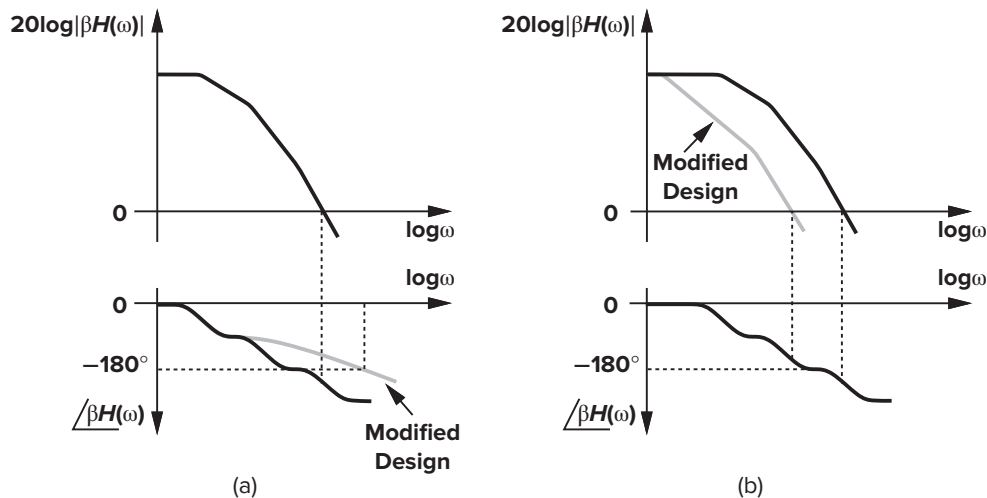 20log|βH(ω)|
0
logω
logω
0
−180°
∠βH(ω)
Modified
Design
(a)
20log|βH(ω)|
Modified
Design
0
logω
logω
0
−180°
∠βH(ω)
(b)